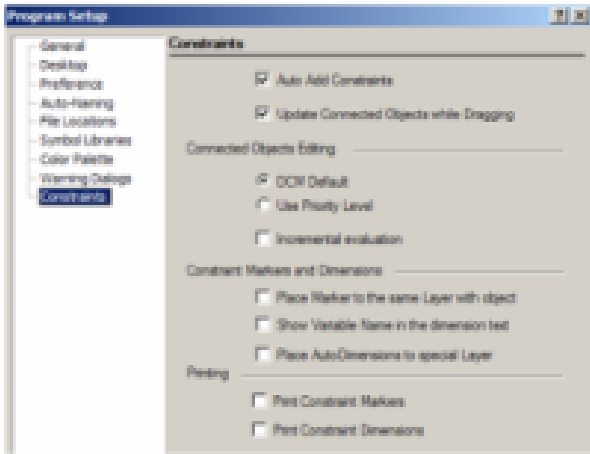 Program Setup
General
Desktop
Preference
Auto-Naming
File Locations
Symbol Libraries
Color Palette
Warning Dialogs
Constraints
Constraints
Auto Add Constraints
Update Connected Objects while Dragging
Connected Objects Editing
DCM Default
Use Priority Level
Incremental evaluation
Constraint Markers and Dimensions
Place Marker to the same Layer with object
Show Variable Name in the dimension text
Place AutoDimensions to special Layer
Printing
Print Constraint Markers
Print Constraint Dimensions